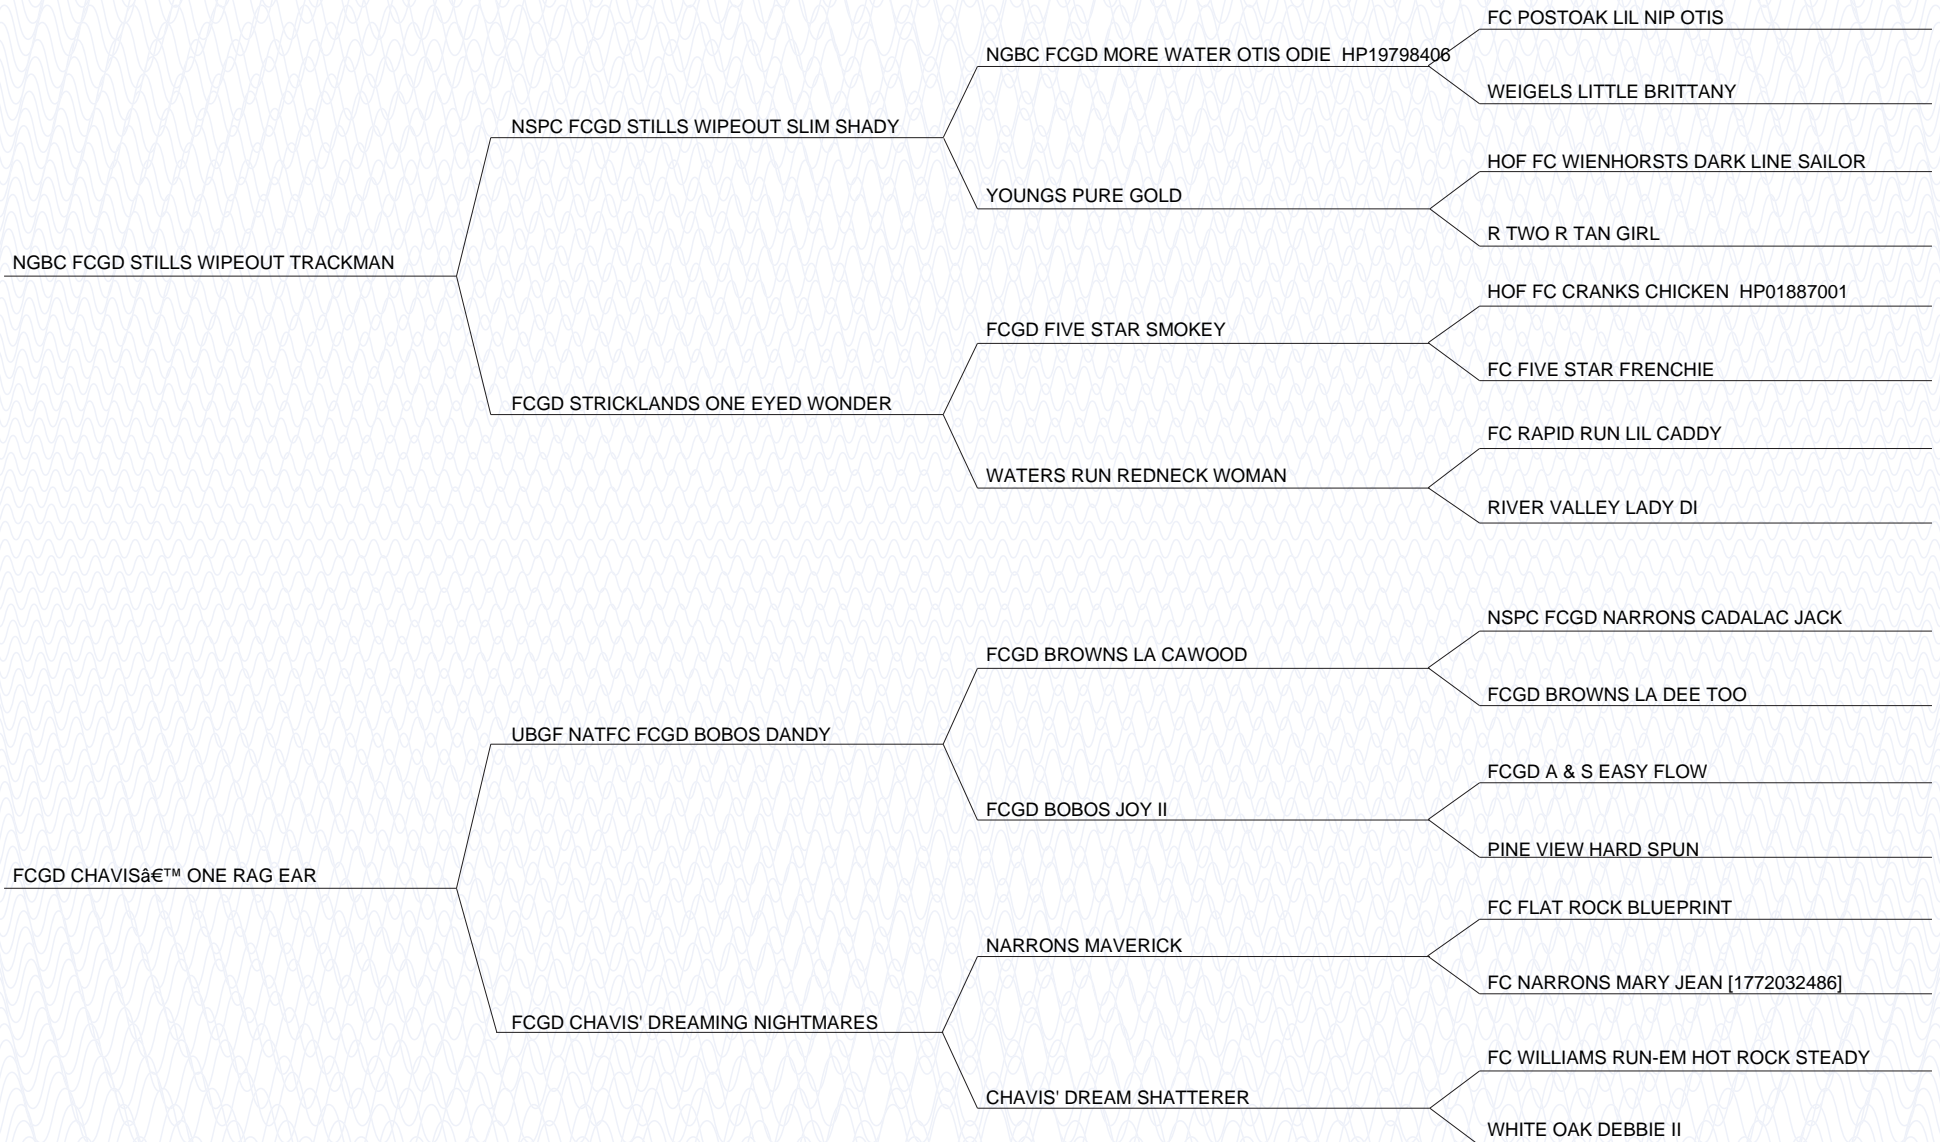 FC POSTOAK LIL NIP OTIS
NGBC FCGD MORE WATER OTIS ODIE  HP19798406
WEIGELS LITTLE BRITTANY
NSPC FCGD STILLS WIPEOUT SLIM SHADY
HOF FC WIENHORSTS DARK LINE SAILOR
YOUNGS PURE GOLD
R TWO R TAN GIRL
NGBC FCGD STILLS WIPEOUT TRACKMAN
HOF FC CRANKS CHICKEN  HP01887001
FCGD FIVE STAR SMOKEY
FC FIVE STAR FRENCHIE
FCGD STRICKLANDS ONE EYED WONDER
FC RAPID RUN LIL CADDY
WATERS RUN REDNECK WOMAN
RIVER VALLEY LADY DI
NSPC FCGD NARRONS CADALAC JACK
FCGD BROWNS LA CAWOOD
FCGD BROWNS LA DEE TOO
UBGF NATFC FCGD BOBOS DANDY
FCGD A & S EASY FLOW
FCGD BOBOS JOY II
PINE VIEW HARD SPUN
FCGD CHAVISâ€™ ONE RAG EAR
FC FLAT ROCK BLUEPRINT
NARRONS MAVERICK
FC NARRONS MARY JEAN [1772032486]
FCGD CHAVIS' DREAMING NIGHTMARES
FC WILLIAMS RUN-EM HOT ROCK STEADY
CHAVIS' DREAM SHATTERER
WHITE OAK DEBBIE II